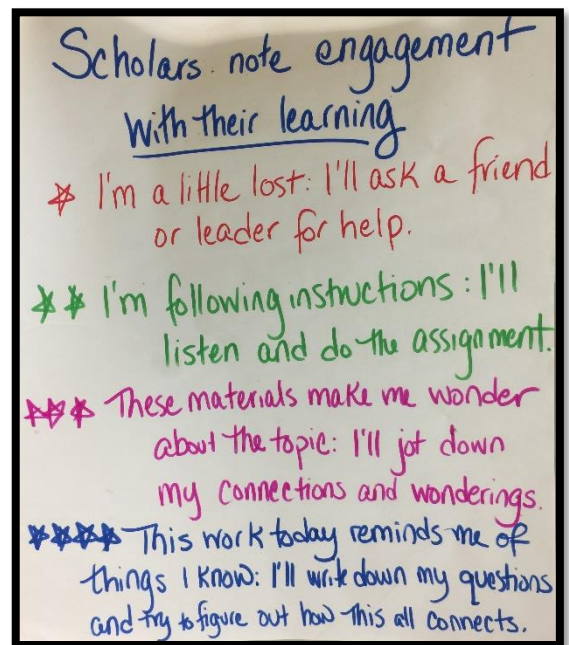 Scholars note engagement
with their learning
☆ I'm a little lost: I'll ask a friend
or leader for help.
☆☆ I'm following instructions: I'll
listen and do the assignment.
☆☆☆ These materials make me wonder
about the topic: I'll jot down
my connections and wonderings.
☆☆☆☆ This work today reminds me of
things I know: I'll write down my questions
and try to figure out how this all connects.